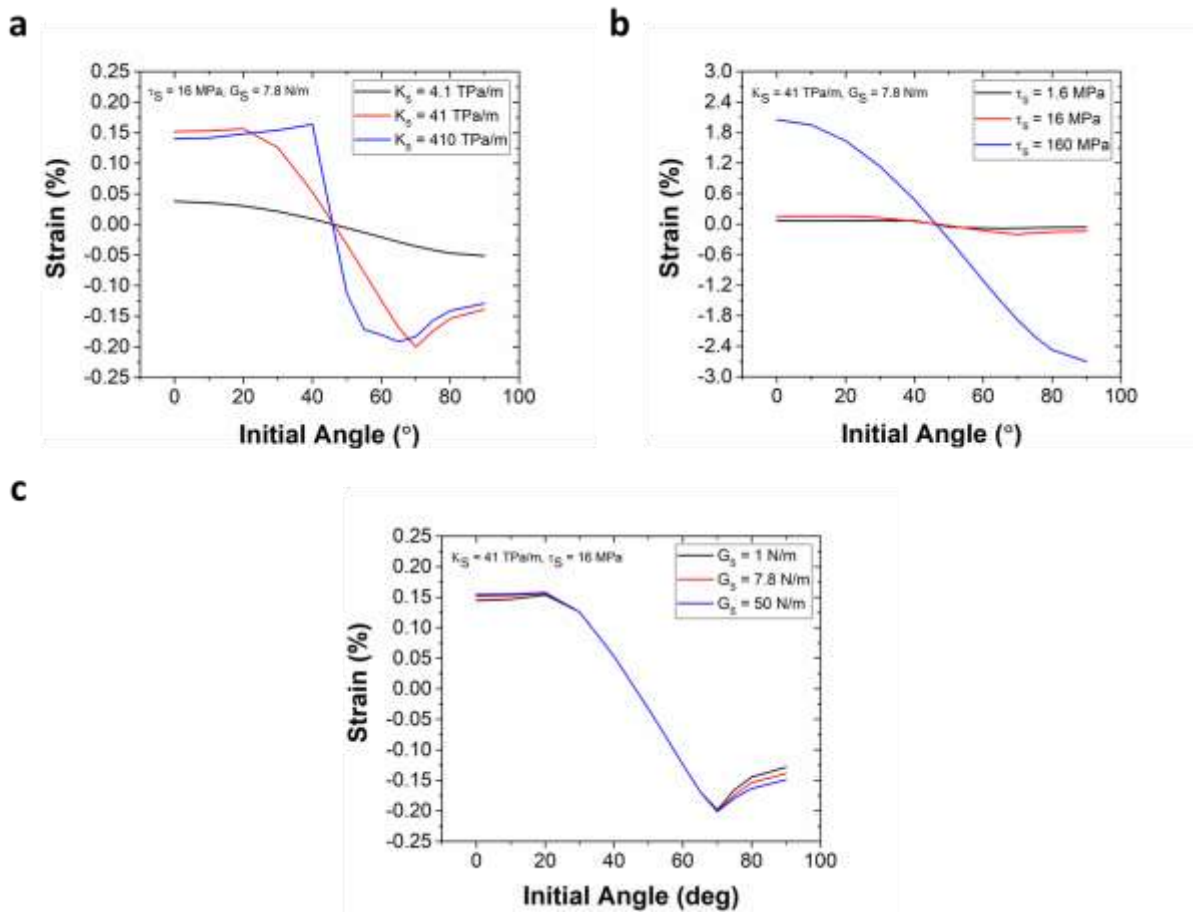 a
τS = 16 MPa, GS = 7.8 N/m
Ks = 4.1 TPa/m
Ks = 41 TPa/m
Ks = 410 TPa/m
0.25
0.20
0.15
0.10
0.05
0.00
-0.05
-0.10
-0.15
-0.20
-0.25
Strain (%)
0 20 40 60 80 100
Initial Angle (°)
b
KS = 41 TPa/m, GS = 7.8 N/m
τs = 1.6 MPa
τs = 16 MPa
τs = 160 MPa
3.0
2.4
1.8
1.2
0.6
0.0
-0.6
-1.2
-1.8
-2.4
-3.0
Strain (%)
0 20 40 60 80 100
Initial Angle (°)
c
KS = 41 TPa/m, τS = 16 MPa
Gs = 1 N/m
Gs = 7.8 N/m
Gs = 50 N/m
0.25
0.20
0.15
0.10
0.05
0.00
-0.05
-0.10
-0.15
-0.20
-0.25
Strain (%)
0 20 40 60 80 100
Initial Angle (deg)